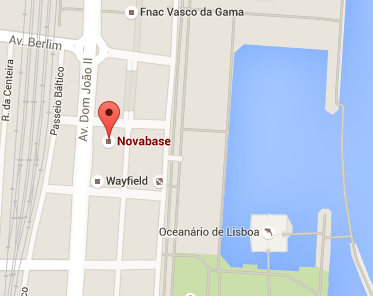 Fnac Vasco da Gama
Av. Berlim
R. da Centeira
Passeio Báltico
Av. Dom João II
Novabase
Wayfield
Oceanário de Lisboa